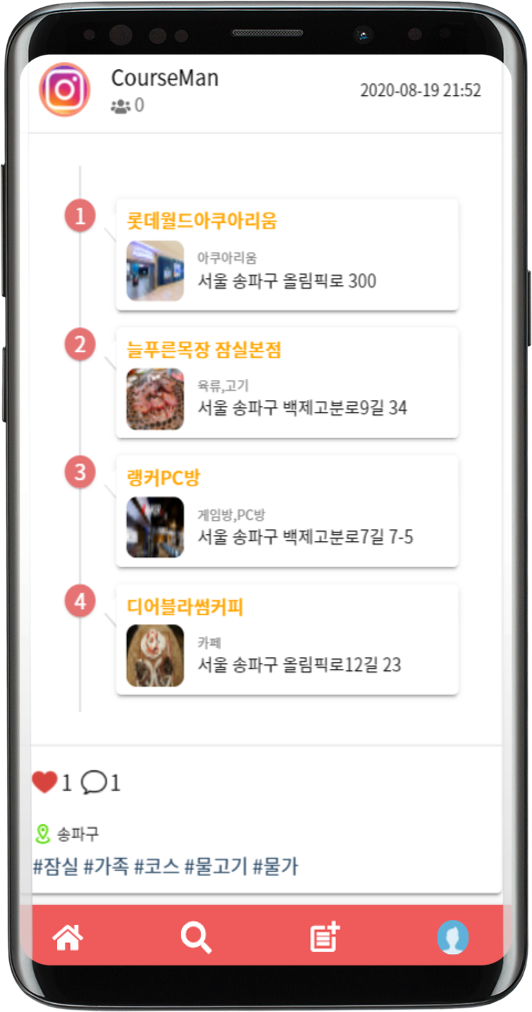 CourseMan
0
2020-08-19 21:52
1
롯데월드아쿠아리움
아쿠아리움
서울 송파구 올림픽로 300
2
늘푸른목장 잠실본점
육류,고기
서울 송파구 백제고분로9길 34
3
랭커PC방
게임방,PC방
서울 송파구 백제고분로7길 7-5
4
디어블라썸커피
카페
서울 송파구 올림픽로12길 23
1 1
송파구
#잠실 #가족 #코스 #물고기 #물가